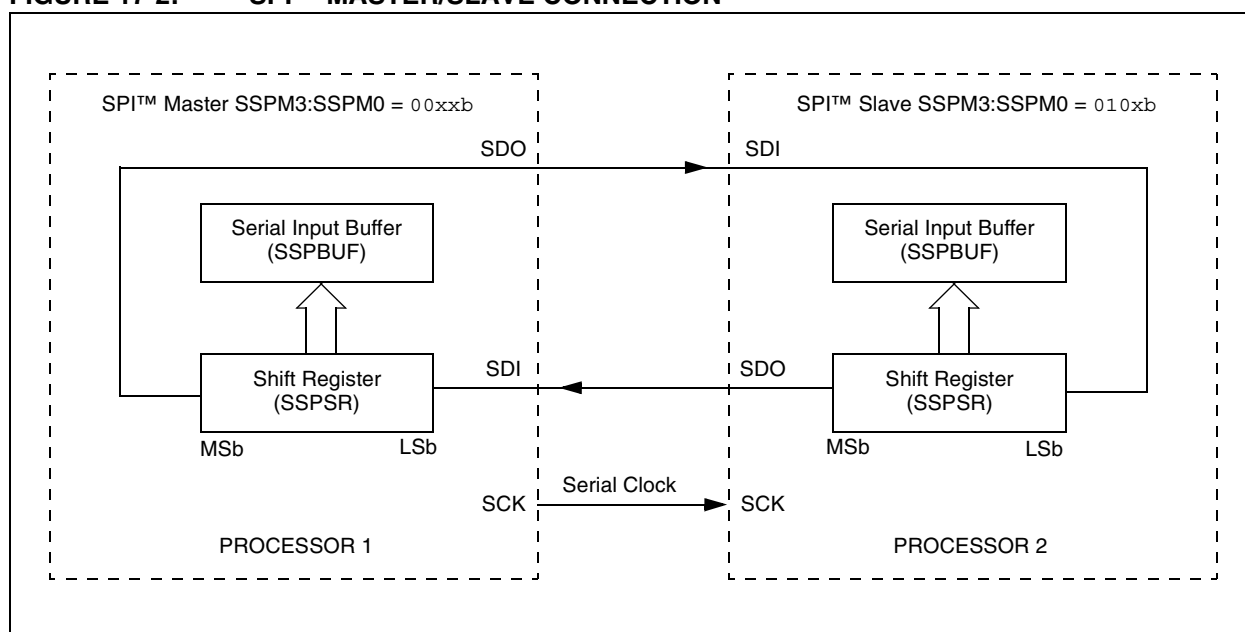 SPI™ Master SSPM3:SSPM0 = 00xxb
SPI™ Slave SSPM3:SSPM0 = 010xb
SDO
SDI
Serial Input Buffer
(SSPBUF)
Serial Input Buffer
(SSPBUF)
SDI
SDO
Shift Register
(SSPSR)
Shift Register
(SSPSR)
MSb
LSb
MSb
LSb
Serial Clock
SCK
SCK
PROCESSOR 1
PROCESSOR 2